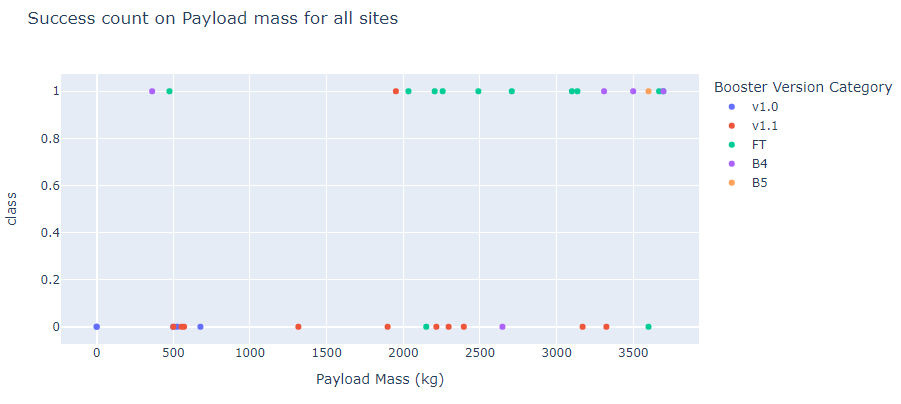 Success count on Payload mass for all sites
Booster Version Category
v1.0
v1.1
FT
B4
B5
class
1
0.8
0.6
0.4
0.2
0
0 500 1000 1500 2000 2500 3000 3500
Payload Mass (kg)